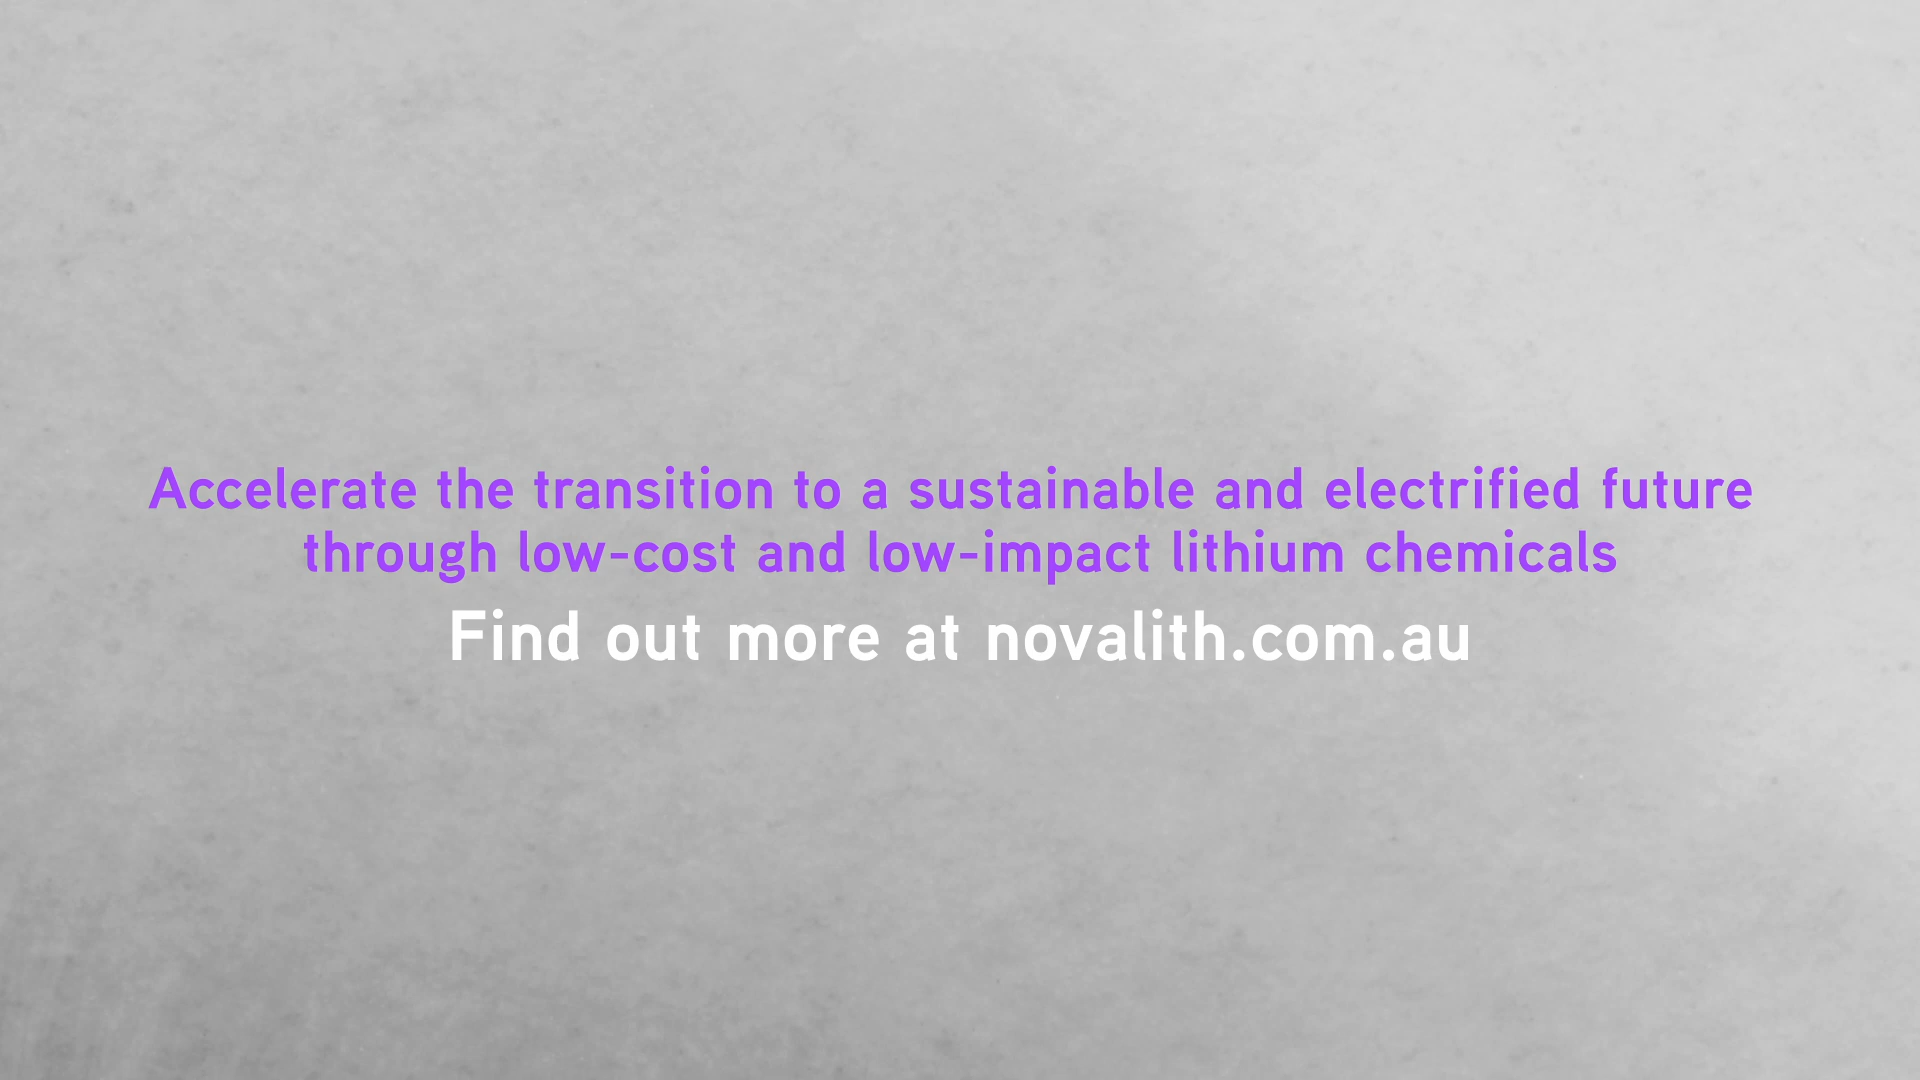 Accelerate the transition to a sustainable and electrified future
through low-cost and low-impact lithium chemicals
Find out more at novalith.com.au